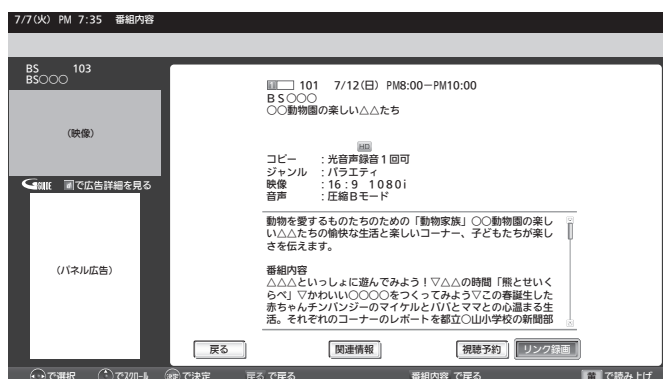 7/7(火) PM 7:35 番組内容
BS 103
BS〇〇〇
(映像)
GUIDE で広告詳細を見る
(パネル広告)
101 7/12(日) PM8:00−PM10:00
BS〇〇〇
〇〇動物園の楽しい△△たち
HD
コピー :光音声録音1回可
ジャンル :バラエティ
映像 :16:9 1080i
音声 :圧縮Bモード
動物を愛するものたちのための「動物家族」〇〇動物園の楽し
い△△たちの愉快な生活と楽しいコーナー、子どもたちが楽し
さを伝えます。
番組内容
△△△といっしょに遊んでみよう!▽△△の時間「熊とせいく
らべ」▽かわいい〇〇〇〇をつくってみよう▽この春誕生した
赤ちゃんチンパンジーのマイケルとパパとママとの心温まる生
活。それぞれのコーナーのレポートを都立〇山小学校の新聞部
戻る 関連情報 視聴予約 リンク録画
で選択 でスクロール 決定 で決定 戻る で戻る 番組内容 で戻る 黄 で読み上げ